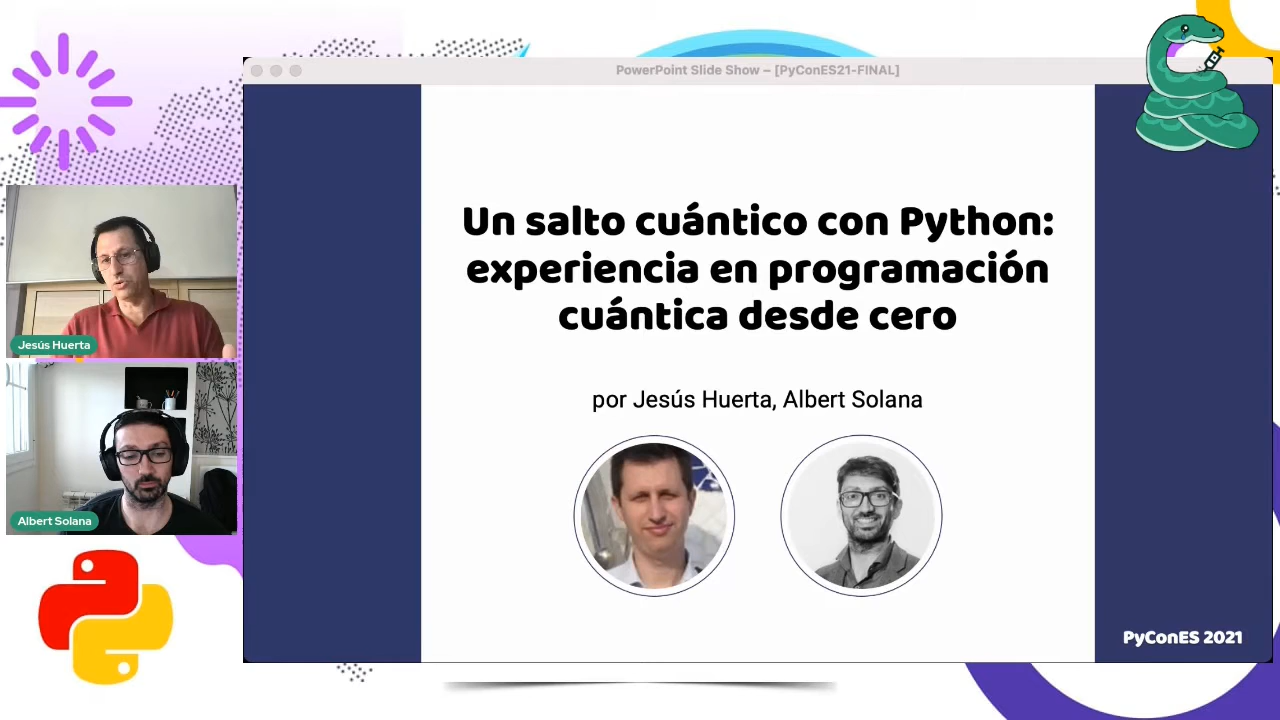 PowerPoint Slide Show – [PyConES21-FINAL]
Un salto cuántico con Python:
experiencia en programación
cuántica desde cero
por Jesús Huerta, Albert Solana
Jesús Huerta
Albert Solana
PyConES 2021